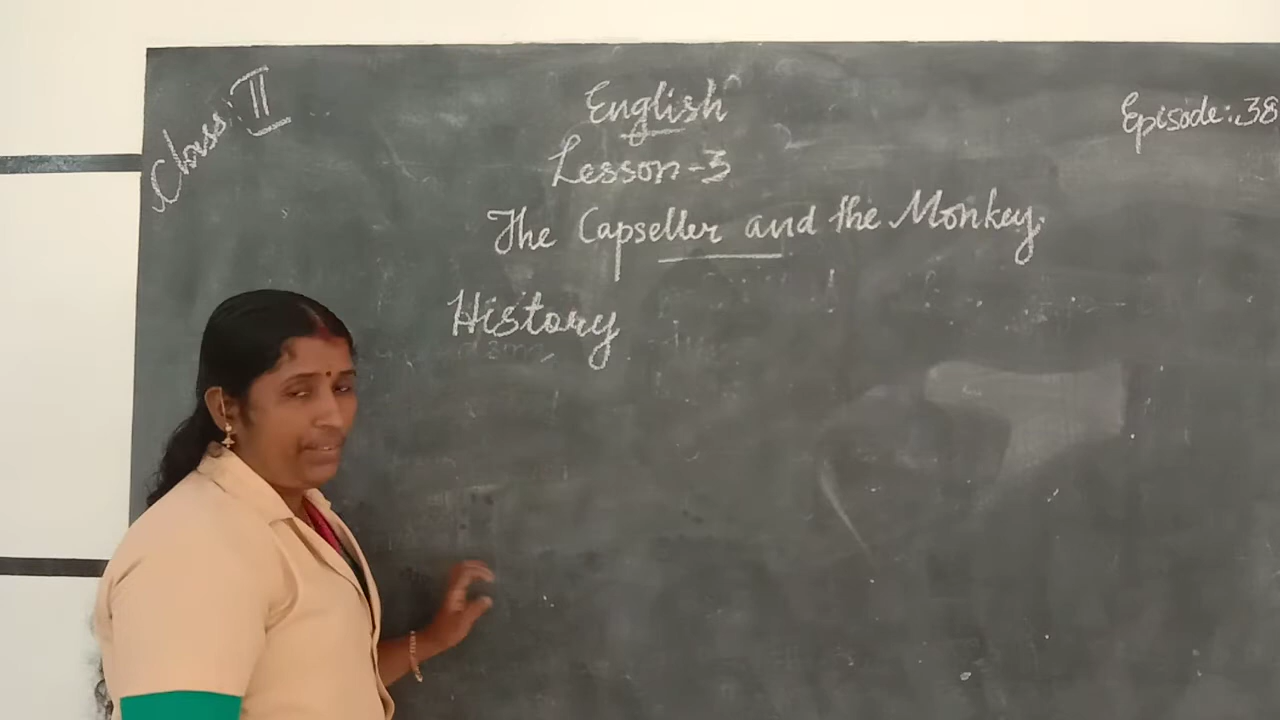 Class: II
English
Episode:.38
Lesson-3
The Capseller and the Monkey.
History